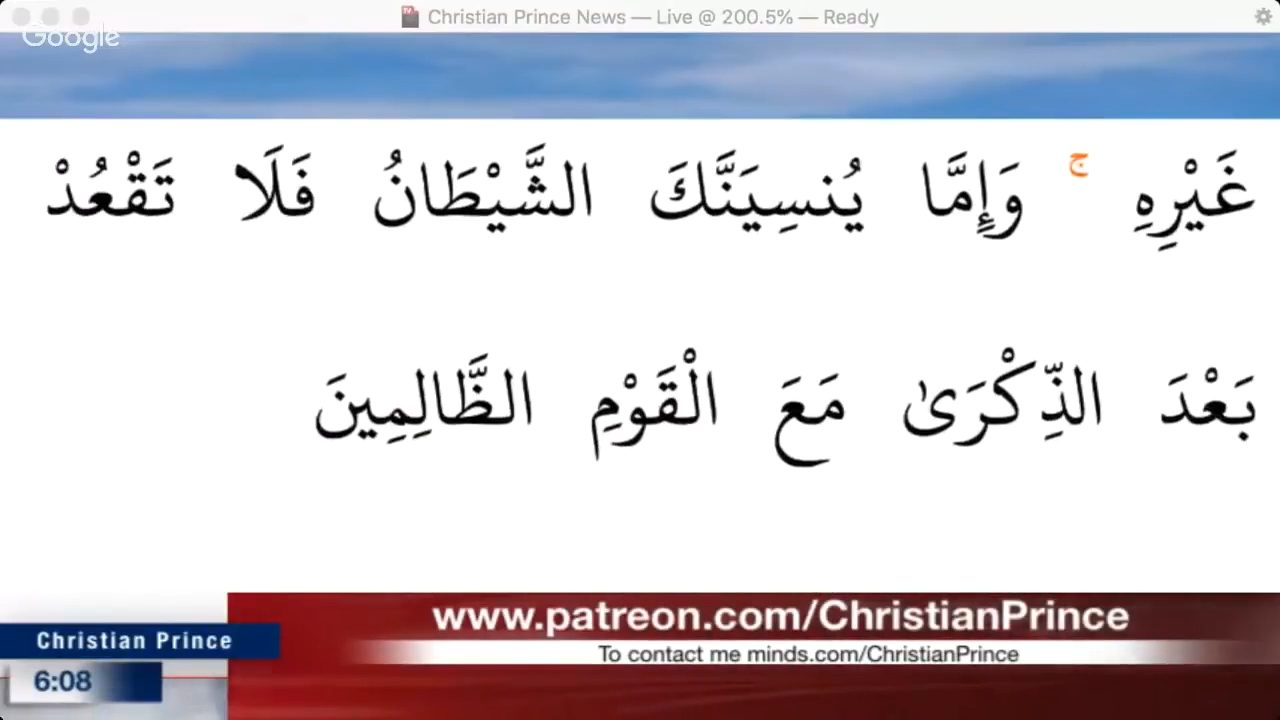 Christian Prince News — Live @ 200.5% — Ready
Google
غَيْرِهِ ۚ وَإِمَّا يُنسِيَنَّكَ الشَّيْطَانُ فَلَا تَقْعُدْ
بَعْدَ الذِّكْرَىٰ مَعَ الْقَوْمِ الظَّالِمِينَ
www.patreon.com/ChristianPrince
Christian Prince
To contact me minds.com/ChristianPrince
6:08